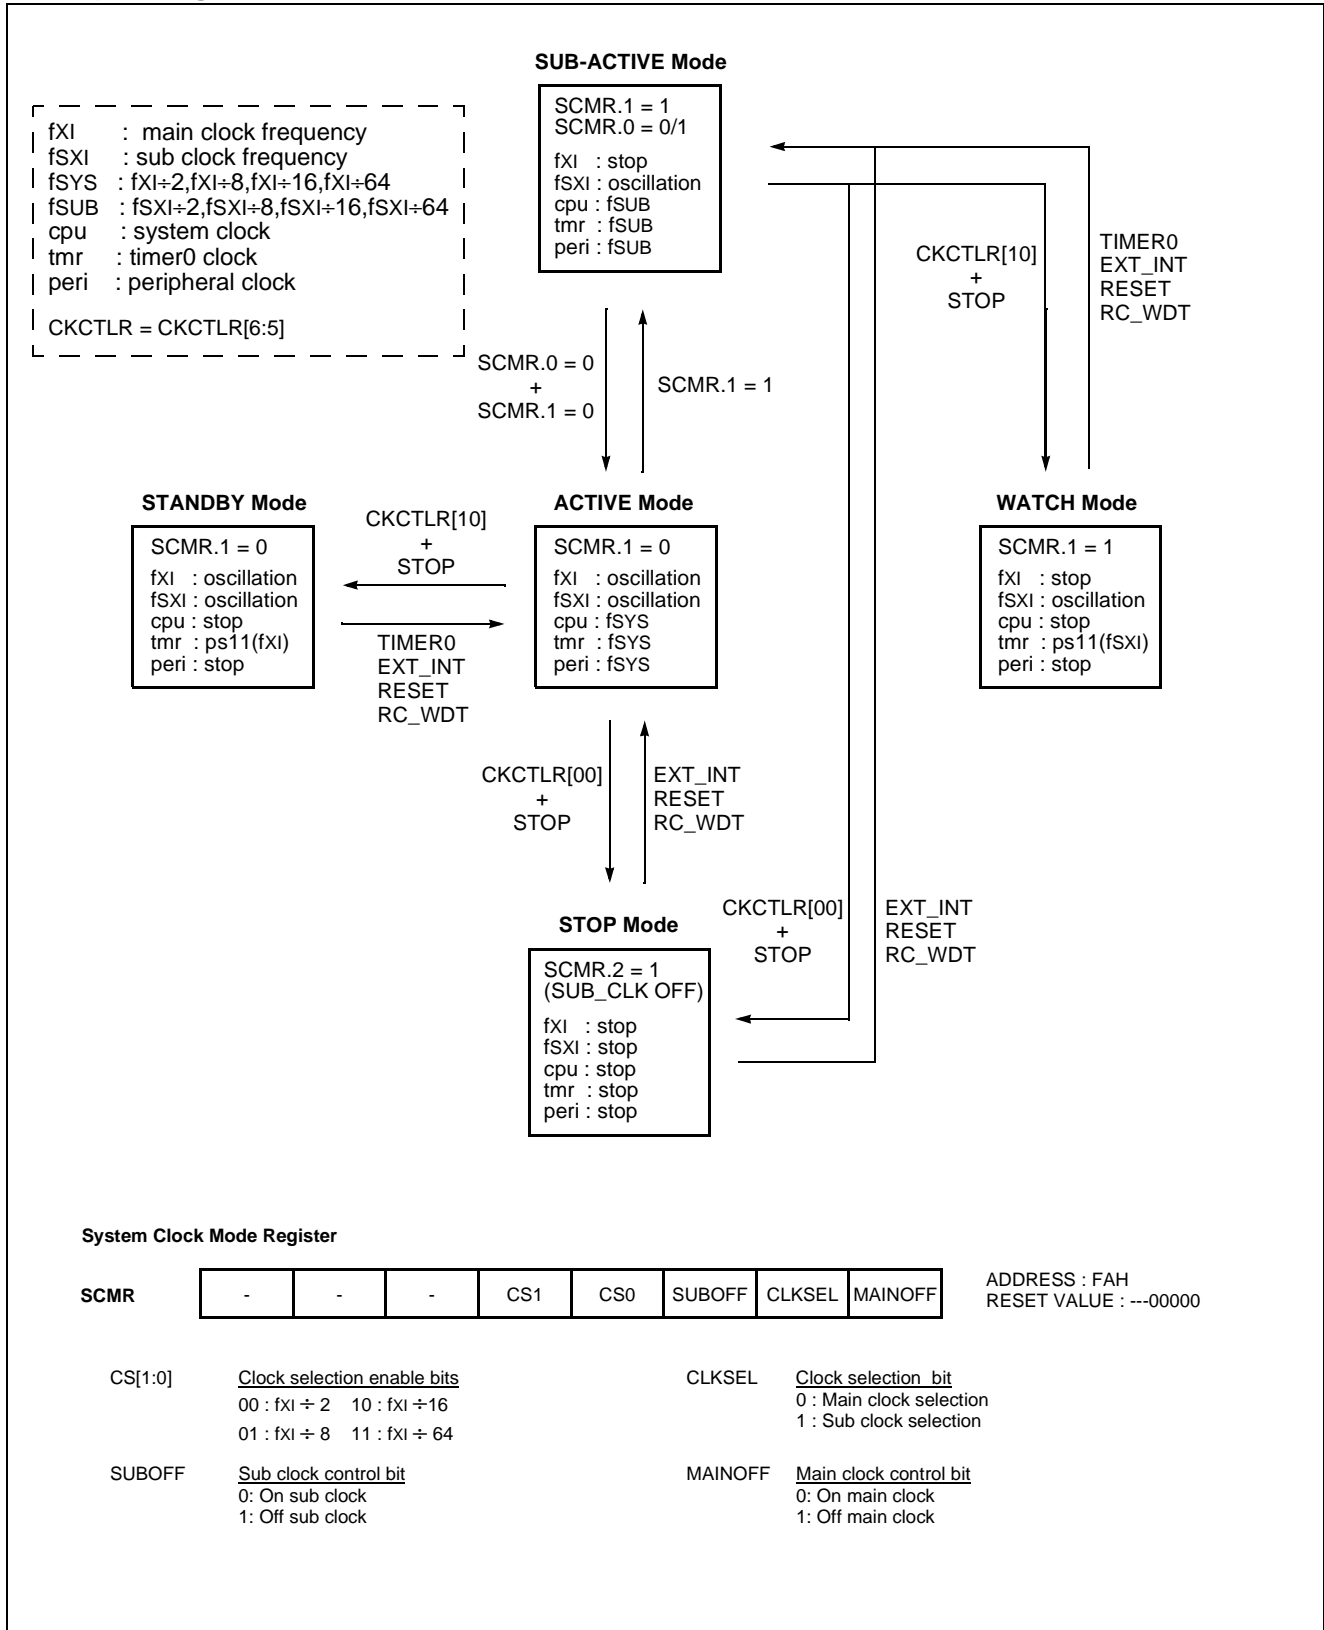 SUB-ACTIVE Mode
SCMR.1 = 1
SCMR.0 = 0/1
fXI : stop
fSXI : oscillation
cpu : fSUB
tmr : fSUB
peri : fSUB
fXI : main clock frequency
fSXI : sub clock frequency
fSYS : fXI÷2,fXI÷8,fXI÷16,fXI÷64
fSUB : fSXI÷2,fSXI÷8,fSXI÷16,fSXI÷64
cpu : system clock
tmr : timer0 clock
peri : peripheral clock
CKCTLR = CKCTLR[6:5]
CKCTLR[10]
+
STOP
TIMER0
EXT_INT
RESET
RC_WDT
SCMR.0 = 0
+
SCMR.1 = 0
SCMR.1 = 1
STANDBY Mode
SCMR.1 = 0
fXI : oscillation
fSXI : oscillation
cpu : stop
tmr : ps11(fXI)
peri : stop
CKCTLR[10]
+
STOP
TIMER0
EXT_INT
RESET
RC_WDT
ACTIVE Mode
SCMR.1 = 0
fXI : oscillation
fSXI : oscillation
cpu : fSYS
tmr : fSYS
peri : fSYS
WATCH Mode
SCMR.1 = 1
fXI : stop
fSXI : oscillation
cpu : stop
tmr : ps11(fSXI)
peri : stop
CKCTLR[00]
+
STOP
EXT_INT
RESET
RC_WDT
STOP Mode
SCMR.2 = 1
(SUB_CLK OFF)
fXI : stop
fSXI : stop
cpu : stop
tmr : stop
peri : stop
CKCTLR[00]
+
STOP
EXT_INT
RESET
RC_WDT
System Clock Mode Register
SCMR - - - CS1 CS0 SUBOFF CLKSEL MAINOFF
ADDRESS : FAH
RESET VALUE : ---00000
CS[1:0] Clock selection enable bits
00 : fXI ÷ 2 10 : fXI ÷16
01 : fXI ÷ 8 11 : fXI ÷ 64
CLKSEL Clock selection bit
0 : Main clock selection
1 : Sub clock selection
SUBOFF Sub clock control bit
0: On sub clock
1: Off sub clock
MAINOFF Main clock control bit
0: On main clock
1: Off main clock